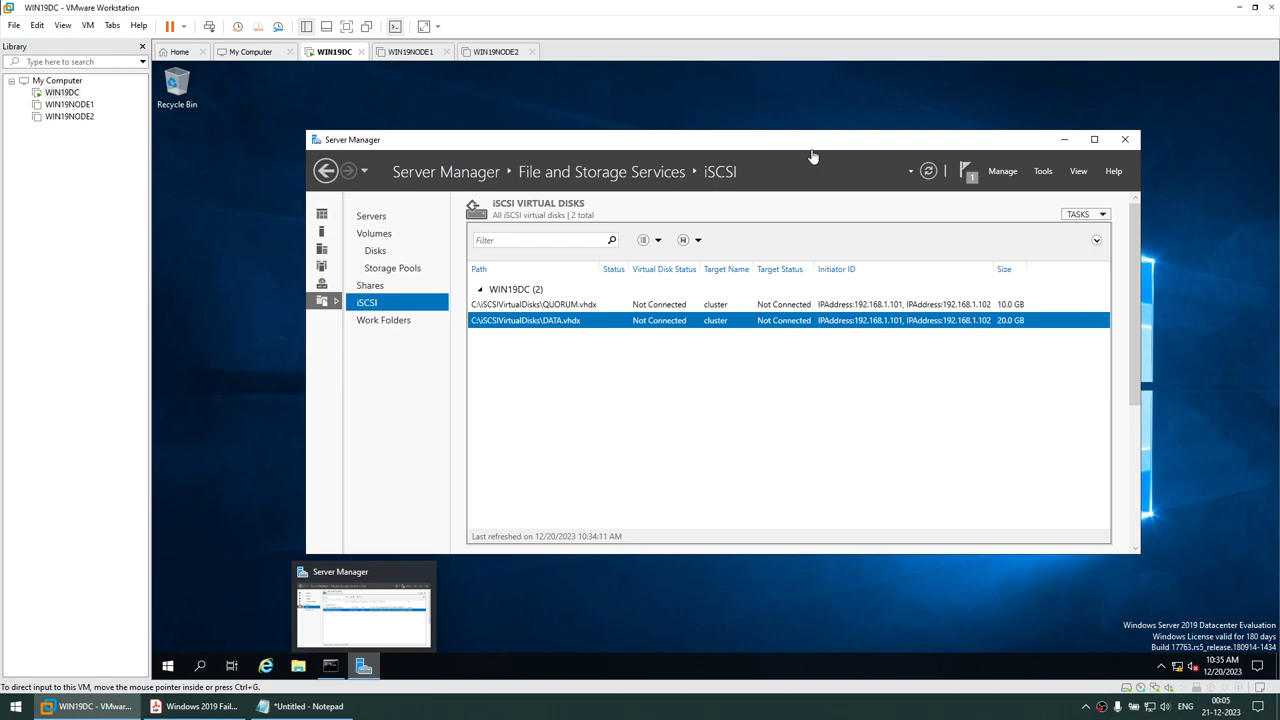 WIN19DC - VMware Workstation
File Edit View VM Tabs Help
Library
Type here to search
My Computer
WIN19DC
WIN19NODE1
WIN19NODE2
Home My Computer WIN19DC WIN19NODE1 WIN19NODE2
Recycle Bin
Server Manager
Server Manager File and Storage Services iSCSI
1 Manage Tools View Help
Servers
Volumes
Disks
Storage Pools
Shares
iSCSI
Work Folders
iSCSI VIRTUAL DISKS
All iSCSI virtual disks | 2 total
TASKS
Filter
Path Status Virtual Disk Status Target Name Target Status Initiator ID Size
WIN19DC (2)
C:\iSCSIVirtualDisks\QUORUM.vhdx Not Connected cluster Not Connected IPAddress:192.168.1.101, IPAddress:192.168.1.102 10.0 GB
C:\iSCSIVirtualDisks\DATA.vhdx Not Connected cluster Not Connected IPAddress:192.168.1.101, IPAddress:192.168.1.102 20.0 GB
Last refreshed on 12/20/2023 10:34:11 AM
Server Manager
Windows Server 2019 Datacenter Evaluation
Windows License valid for 180 days
Build 17763.rs5_release.180914-1434
10:35 AM
12/20/2023
To direct input to this VM, move the mouse pointer inside or press Ctrl+G.
WIN19DC - VMwar... Windows 2019 Fail... *Untitled - Notepad
ENG
00:05
21-12-2023